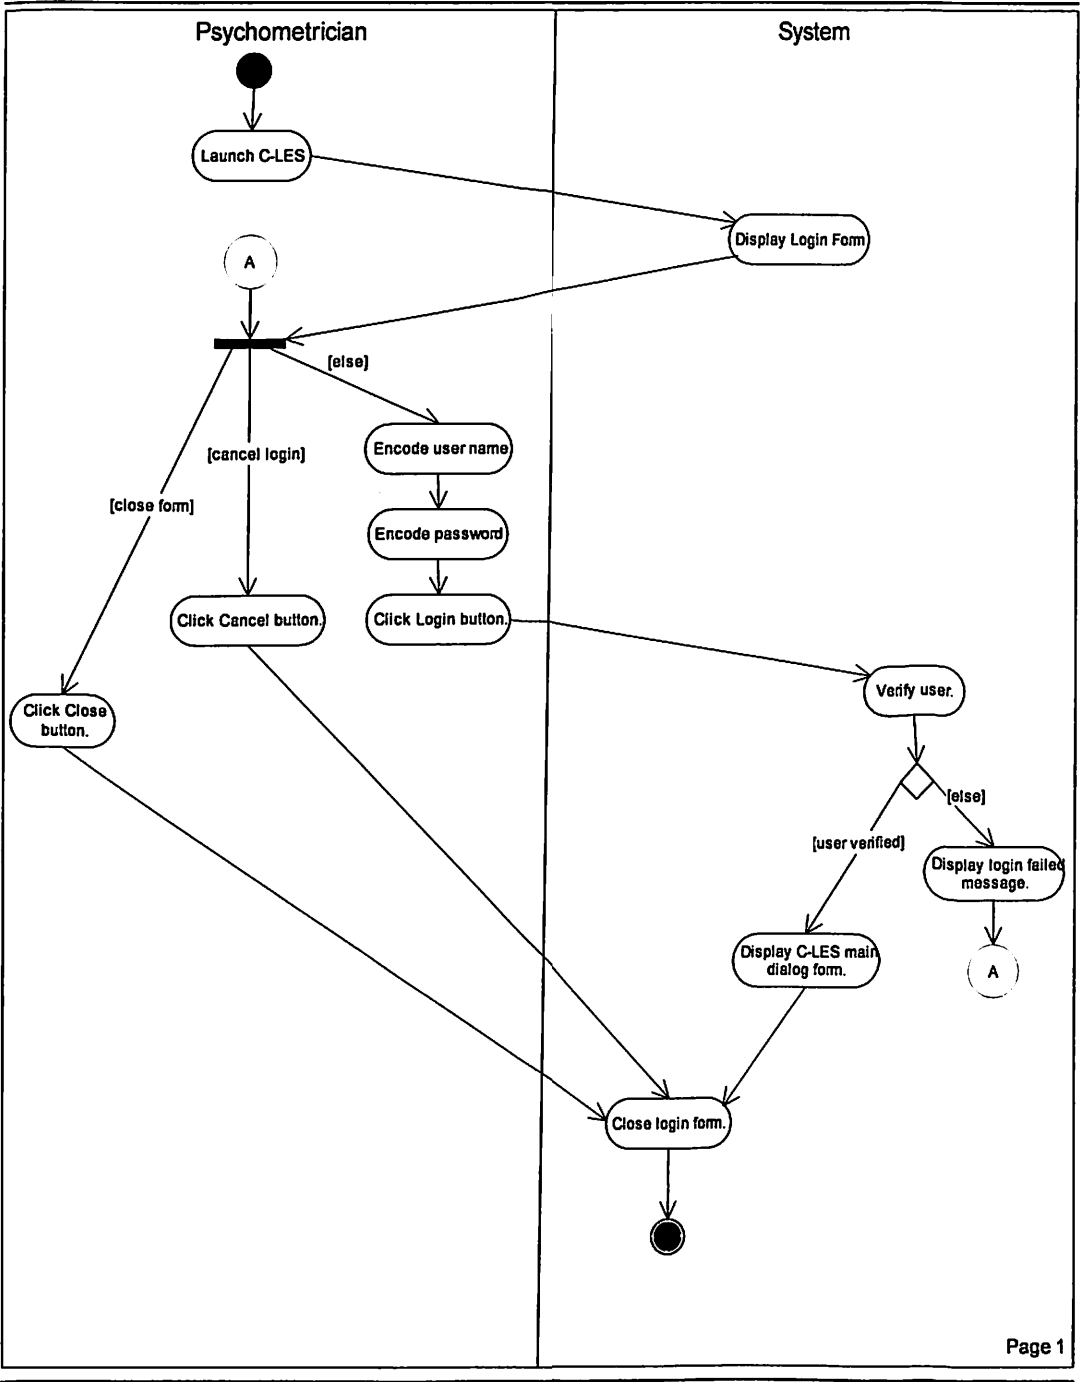 Psychometrician
System
Launch C-LES
Display Login Form
A
[else]
Encode user name
[cancel login]
[close form]
Encode password
Click Cancel button.
Click Login button.
Verify user.
Click Close
button.
[else]
[user verified]
Display login failed
message.
Display C-LES main
dialog form.
A
Close login form.
Page 1